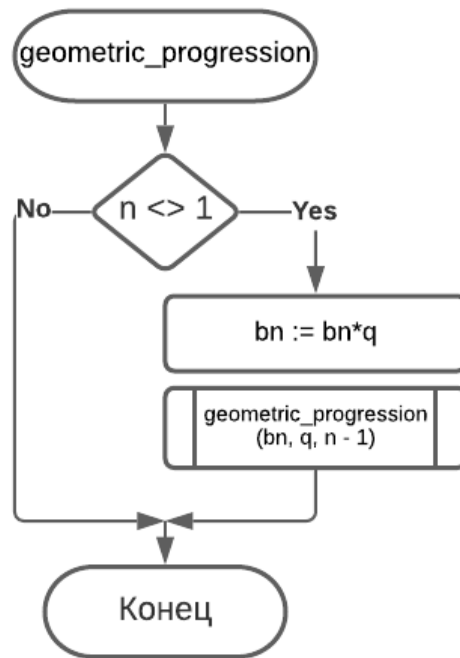 geometric_progression
n <> 1
No
Yes
bn := bn*q
geometric_progression
(bn, q, n - 1)
Конец